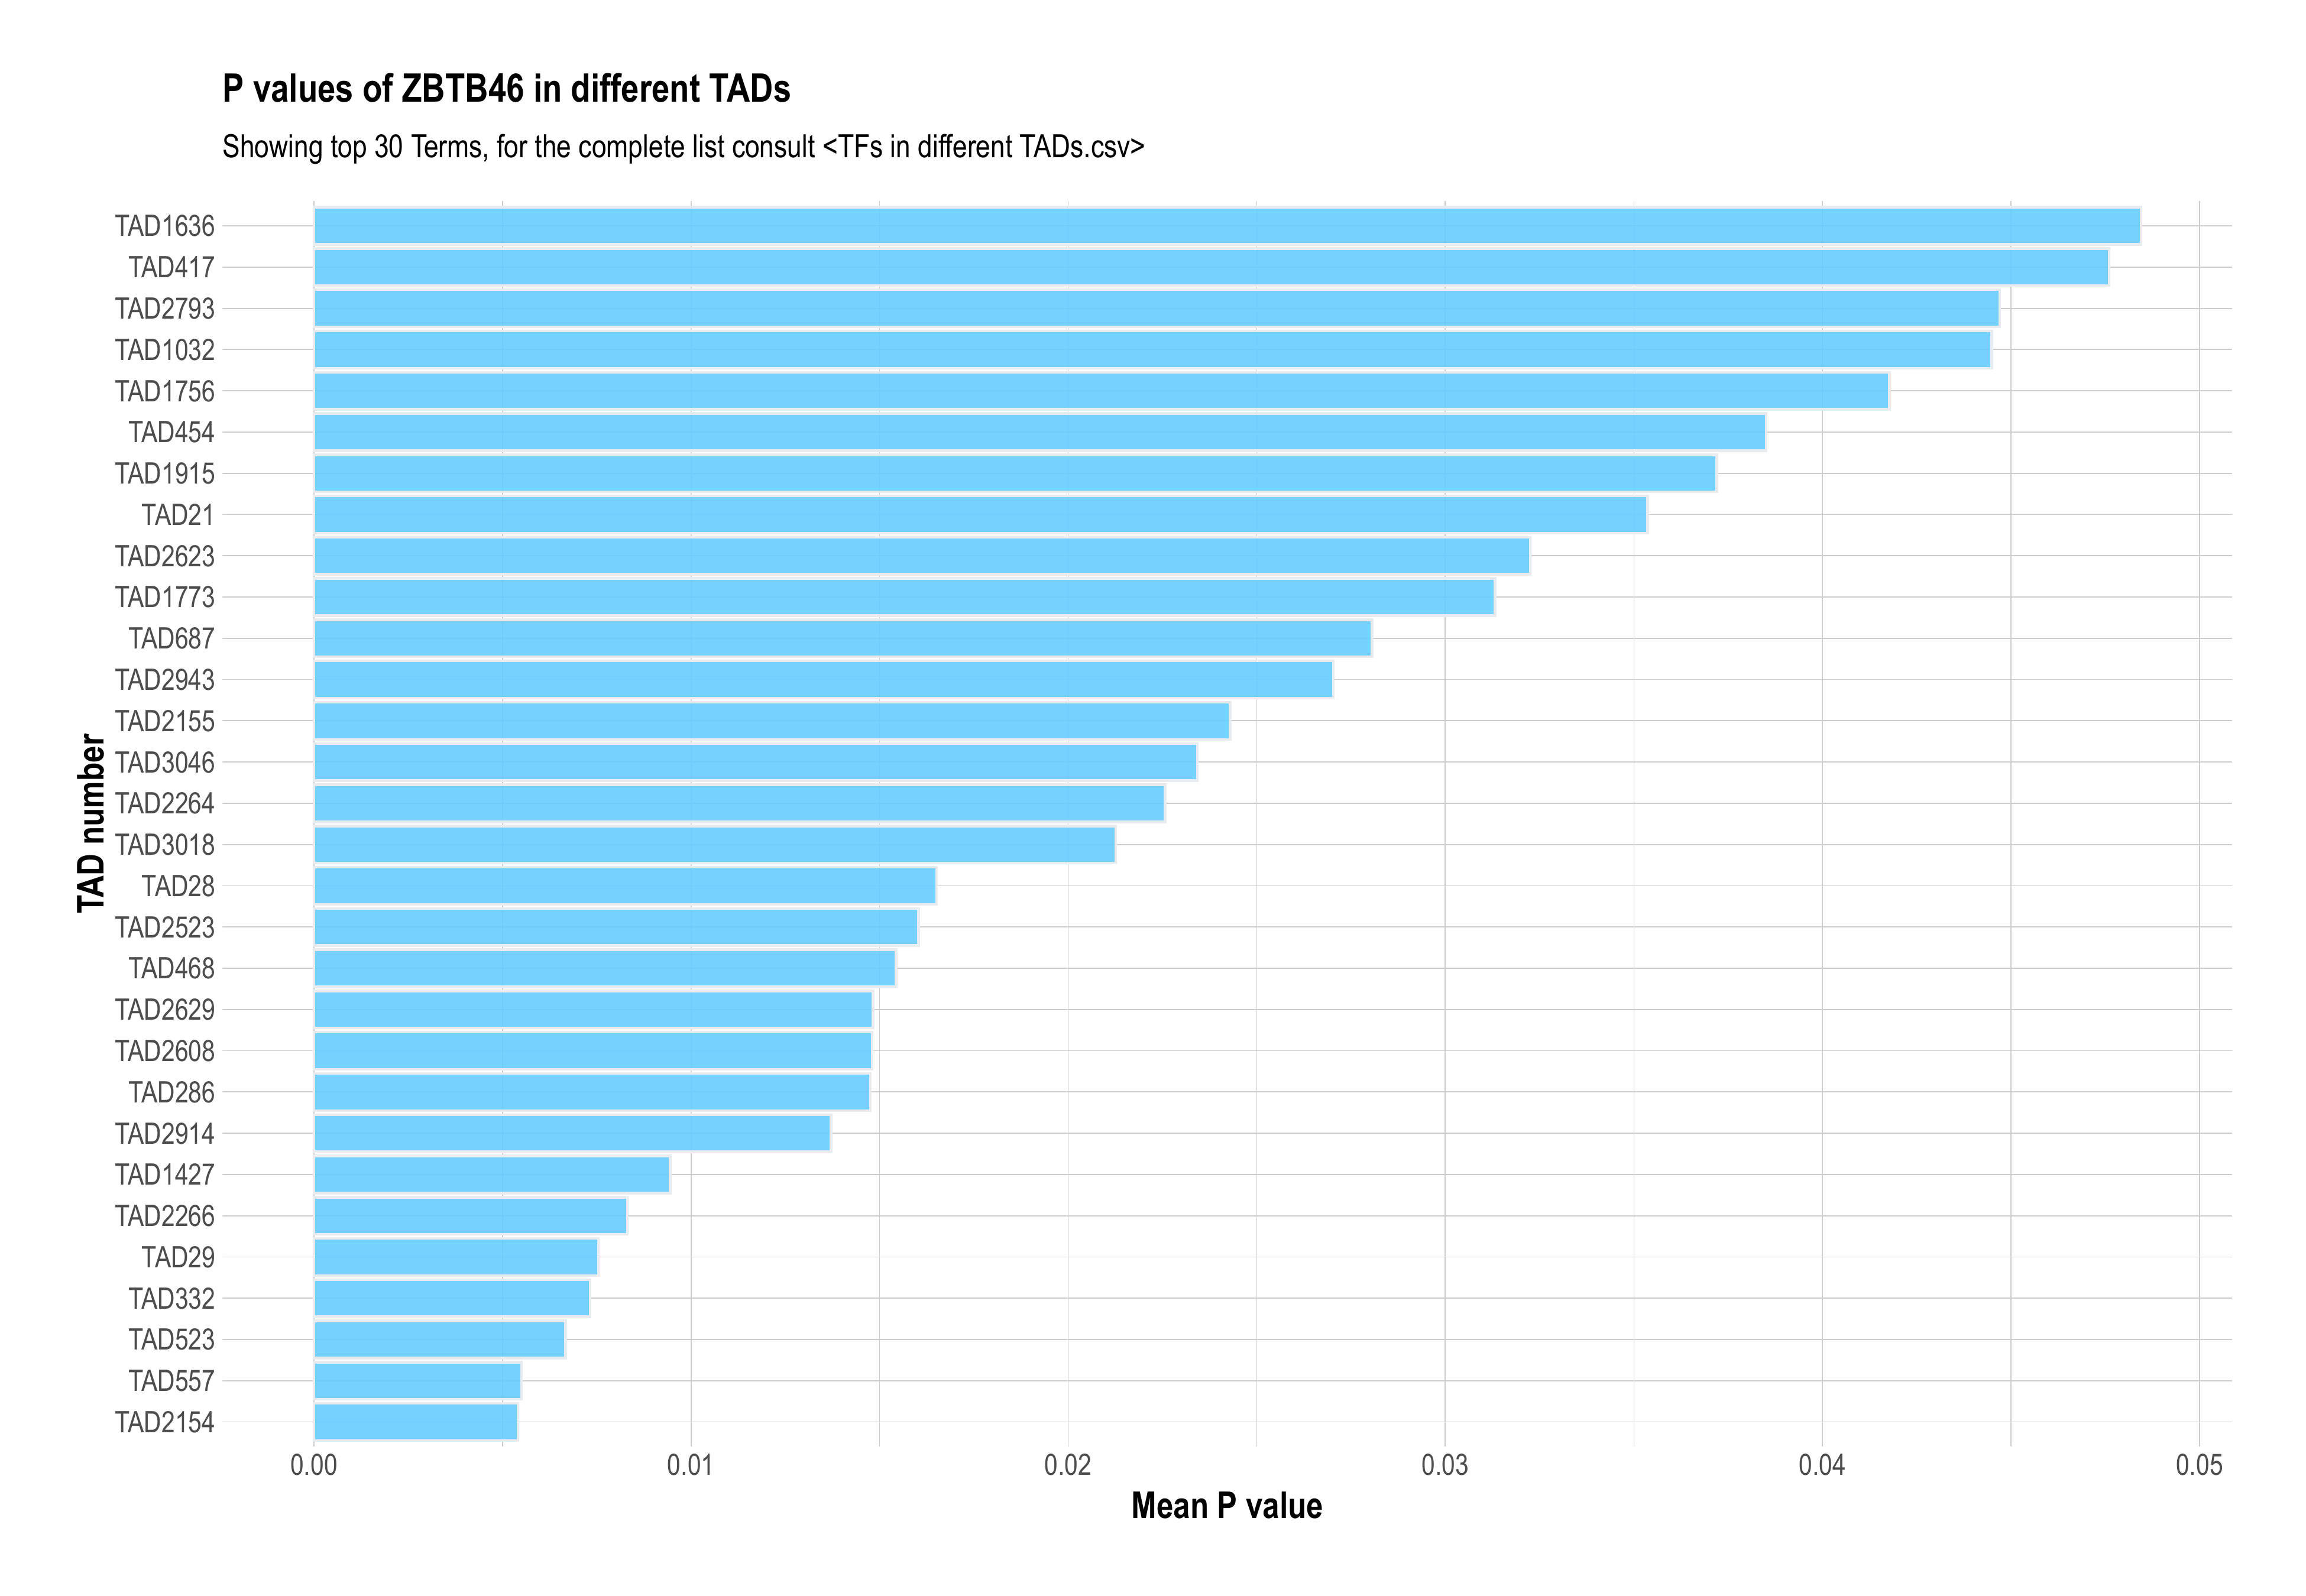 P values of ZBTB46 in different TADs
Showing top 30 Terms, for the complete list consult <TFs in different TADs.csv>
TAD number
TAD1636
TAD417
TAD2793
TAD1032
TAD1756
TAD454
TAD1915
TAD21
TAD2623
TAD1773
TAD687
TAD2943
TAD2155
TAD3046
TAD2264
TAD3018
TAD28
TAD2523
TAD468
TAD2629
TAD2608
TAD286
TAD2914
TAD1427
TAD2266
TAD29
TAD332
TAD523
TAD557
TAD2154
0.00 0.01 0.02 0.03 0.04 0.05
Mean P value